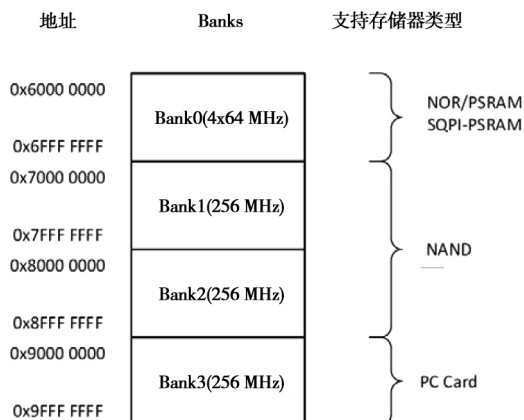 地址 Banks 支持存储器类型
0x6000 0000
Bank0(4x64 MHz)
NOR/PSRAM
SQPI-PSRAM
0x6FFF FFFF
0x7000 0000
Bank1(256 MHz)
0x7FFF FFFF
NAND
0x8000 0000
Bank2(256 MHz)
0x8FFF FFFF
0x9000 0000
Bank3(256 MHz)
PC Card
0x9FFF FFFF